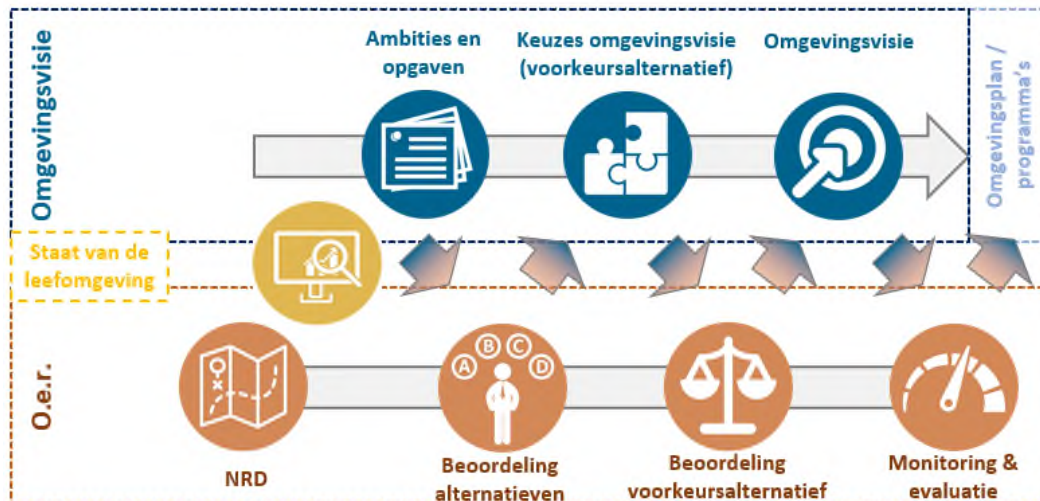 Omgevingsvisie
Ambities en
opgaven
Keuzes omgevingsvisie
(voorkeursalternatief)
Omgevingsvisie
Omgevingsplan /
programma's
Staat van de
leefomgeving
O.e.r.
A
B
C
D
NRD
Beoordeling
alternatieven
Beoordeling
voorkeursalternatief
Monitoring &
evaluatie